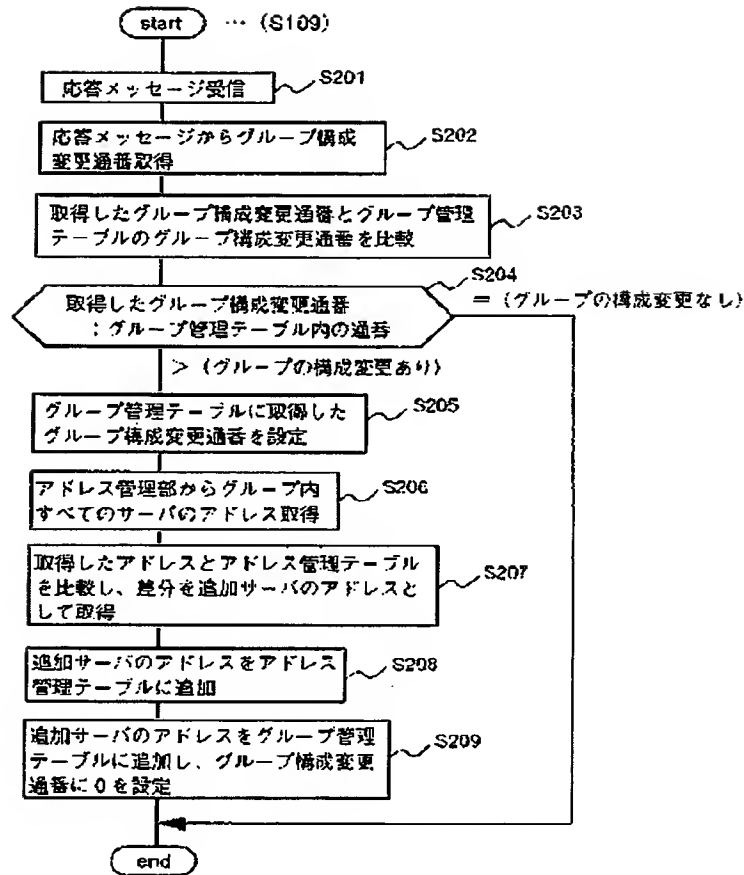 start … (S109)
応答メッセージ受信
S201
応答メッセージからグループ構成
変更通番取得
S202
取得したグループ構成変更通番とグループ管理
テーブルのグループ構成変更通番を比較
S203
取得したグループ構成変更通番
:グループ管理テーブル内の通番
S204
= (グループの構成変更なし)
> (グループの構成変更あり)
グループ管理テーブルに取得した
グループ構成変更通番を設定
S205
アドレス管理部からグループ内
すべてのサーバのアドレス取得
S206
取得したアドレスとアドレス管理テーブル
を比較し、差分を追加サーバのアドレスと
して取得
S207
追加サーバのアドレスをアドレス
管理テーブルに追加
S208
追加サーバのアドレスをグループ管理
テーブルに追加し、グループ構成変更
通番に0を設定
S209
end